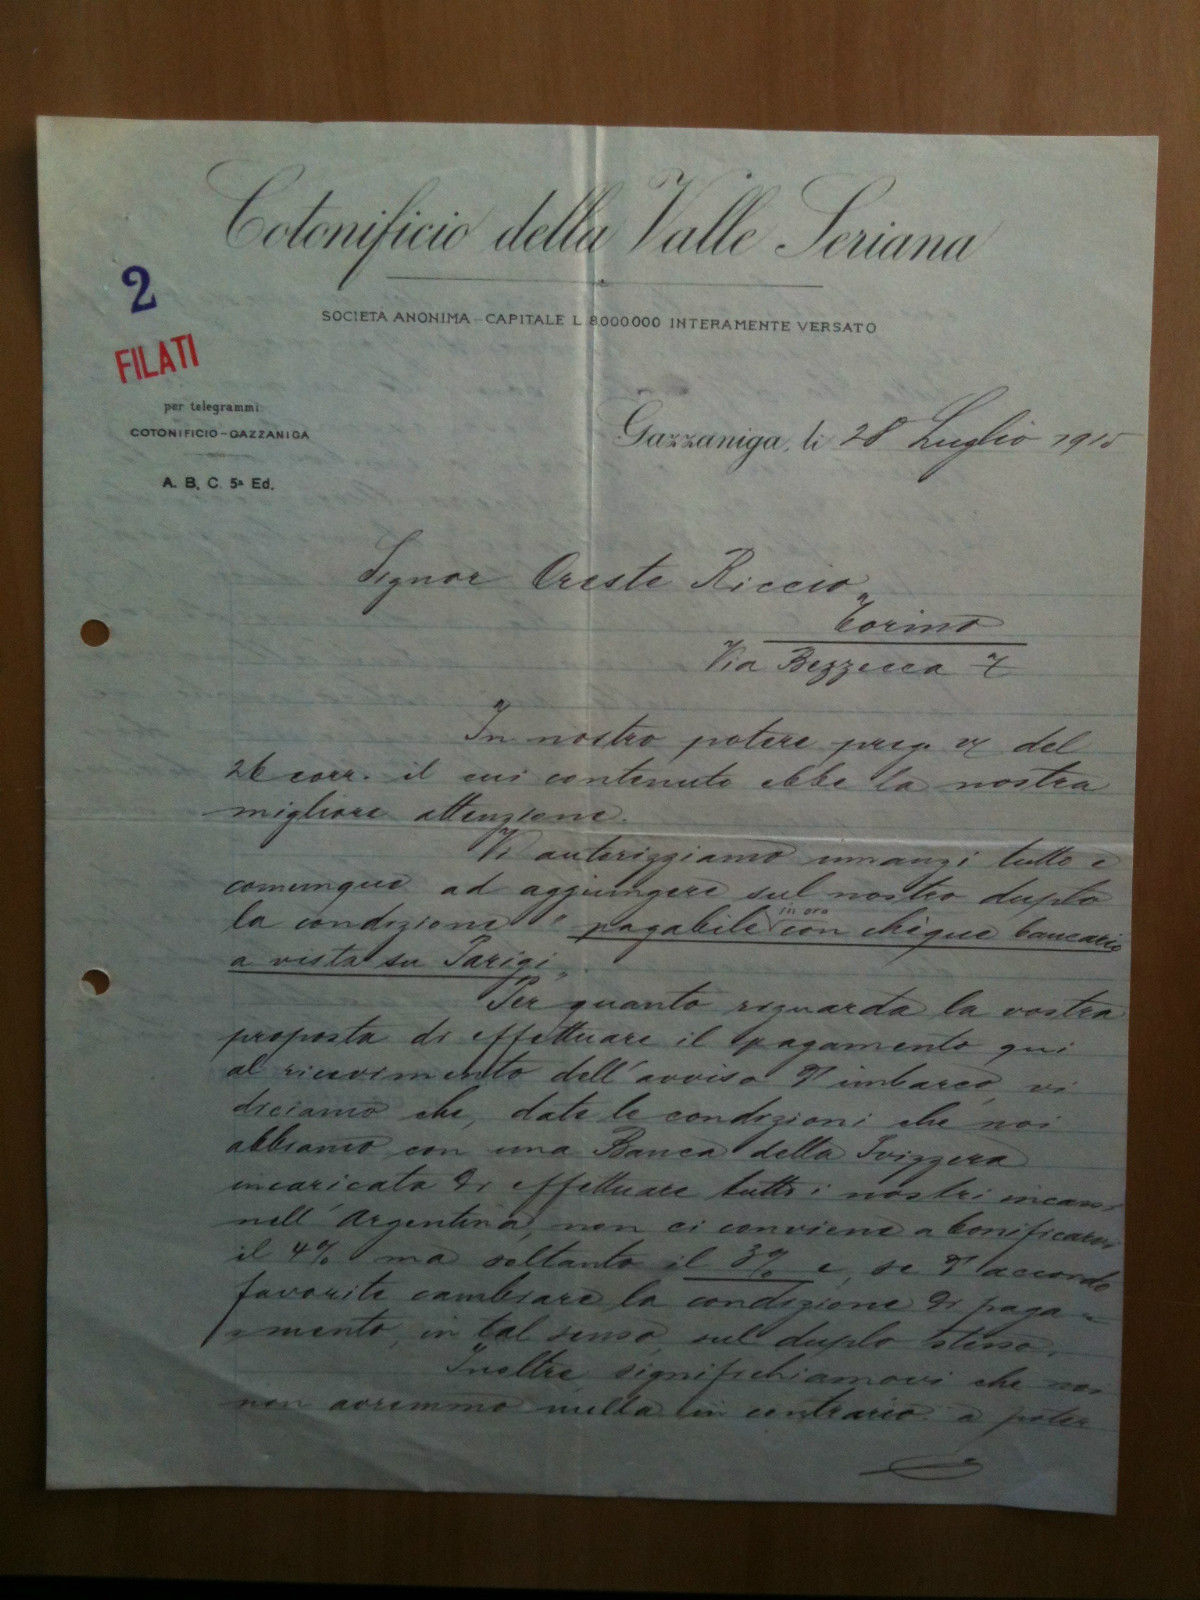 Cotonificio della Valle Seriana
SOCIETA ANONIMA - CAPITALE L. 8.000.000 INTERAMENTE VERSATO
2
FILATI
per telegrammi
COTONIFICIO - GAZZANIGA
A. B. C. 5ª Ed.
Gazzaniga, li 28 Luglio 1915
Signor Oreste Riccio
Torino
Via Bezzecca 7
In nostro potere preg. del
26 corr. il cui contenuto ebbe la nostra
migliore attenzione.
Vi autorizziamo innanzi tutto e
comunque ad aggiungere sul nostro duplo
in oro
la condizione " pagabile con chèque bancario
a vista su Parigi ".
Per quanto riguarda la vostra
proposta di effettuare il pagamento qui
al ricevimento dell'avviso d'imbarco, vi
diciamo che, date le condizioni che noi
abbiamo con una Banca della Svizzera
incaricata di effettuare tutti i nostri incassi
nell'Argentina, non ci conviene a bonificarvi
il 4% ma soltanto il 3% e, se d'accordo
favorite cambiare la condizione di paga-
mento, in tal senso, sul duplo stesso.
Inoltre, significhiamovi che noi
non avremmo nulla in contrario a poter